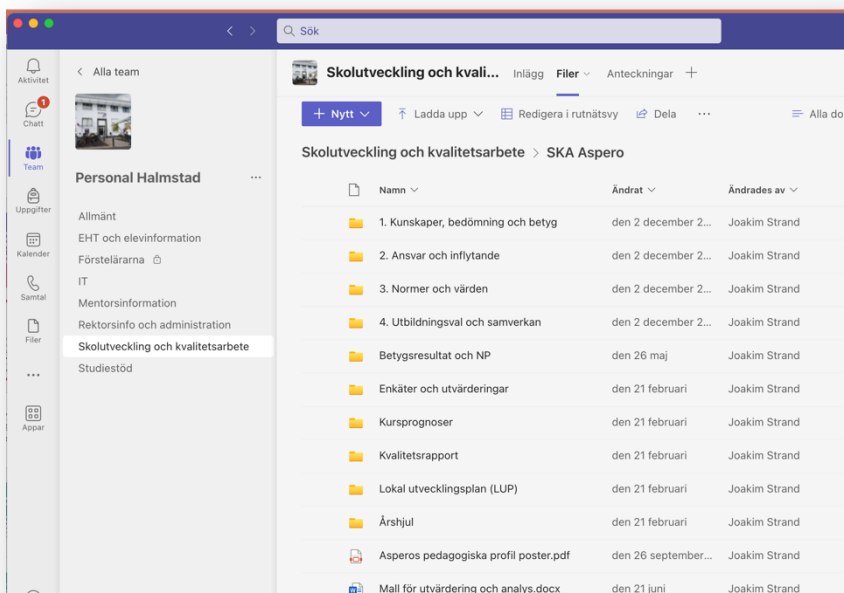 Sök
Aktivitet
1
Chatt
Team
Uppgifter
Kalender
Samtal
Filer
Appar
Alla team
Personal Halmstad
Allmänt
EHT och elevinformation
Förstelärarna
IT
Mentorsinformation
Rektorsinfo och administration
Skolutveckling och kvalitetsarbete
Studiestöd
Skolutveckling och kvali... Inlägg Filer Anteckningar +
+ Nytt Ladda upp Redigera i rutnätsvy Dela ... Alla do
Skolutveckling och kvalitetsarbete > SKA Aspero
Namn Ändrat Ändrades av
1. Kunskaper, bedömning och betyg den 2 december 2... Joakim Strand
2. Ansvar och inflytande den 2 december 2... Joakim Strand
3. Normer och värden den 2 december 2... Joakim Strand
4. Utbildningsval och samverkan den 2 december 2... Joakim Strand
Betygsresultat och NP den 26 maj Joakim Strand
Enkäter och utvärderingar den 21 februari Joakim Strand
Kursprognoser den 21 februari Joakim Strand
Kvalitetsrapport den 21 februari Joakim Strand
Lokal utvecklingsplan (LUP) den 21 februari Joakim Strand
Årshjul den 21 februari Joakim Strand
Asperos pedagogiska profil poster.pdf den 26 september... Joakim Strand
Mall för utvärdering och analys.docx den 21 juni Joakim Strand